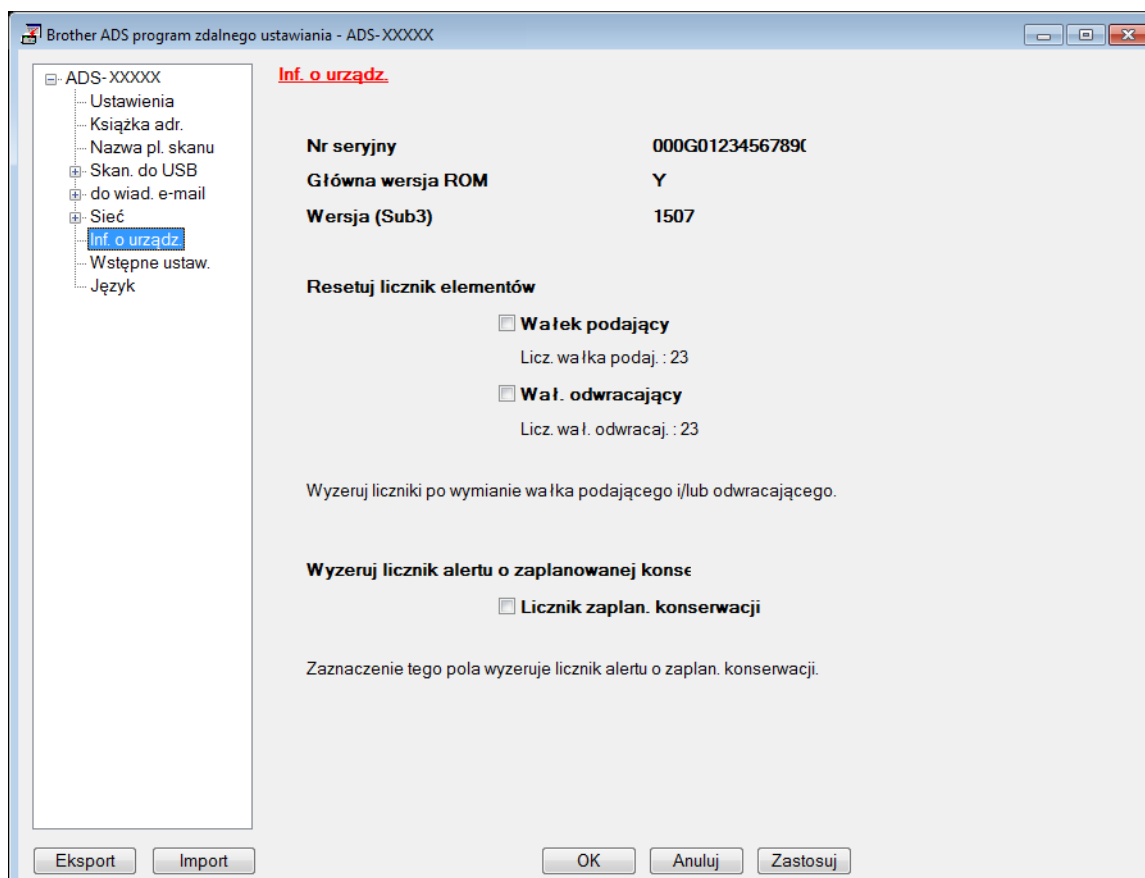 Brother ADS program zdalnego ustawiania - ADS-XXXXX
ADS-XXXXX
Ustawienia
Książka adr.
Nazwa pl. skanu
Skan. do USB
do wiad. e-mail
Sieć
Inf. o urządz.
Wstępne ustaw.
Język
Inf. o urządz.
Nr seryjny 000G01234567890
Główna wersja ROM Y
Wersja (Sub3) 1507
Resetuj licznik elementów
Wałek podający
Licz. wałka podaj. : 23
Wał. odwracający
Licz. wał. odwracaj. : 23
Wyzeruj liczniki po wymianie wałka podającego i/lub odwracającego.
Wyzeruj licznik alertu o zaplanowanej konse
Licznik zaplan. konserwacji
Zaznaczenie tego pola wyzeruje licznik alertu o zaplan. konserwacji.
Eksport Import OK Anuluj Zastosuj